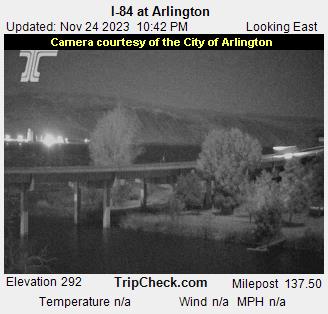 I-84 at Arlington
Updated: Nov 24 2023 10:42 PM Looking East
Camera courtesy of the City of Arlington
Elevation 292 TripCheck.com Milepost 137.50
Temperature n/a Wind n/a MPH n/a